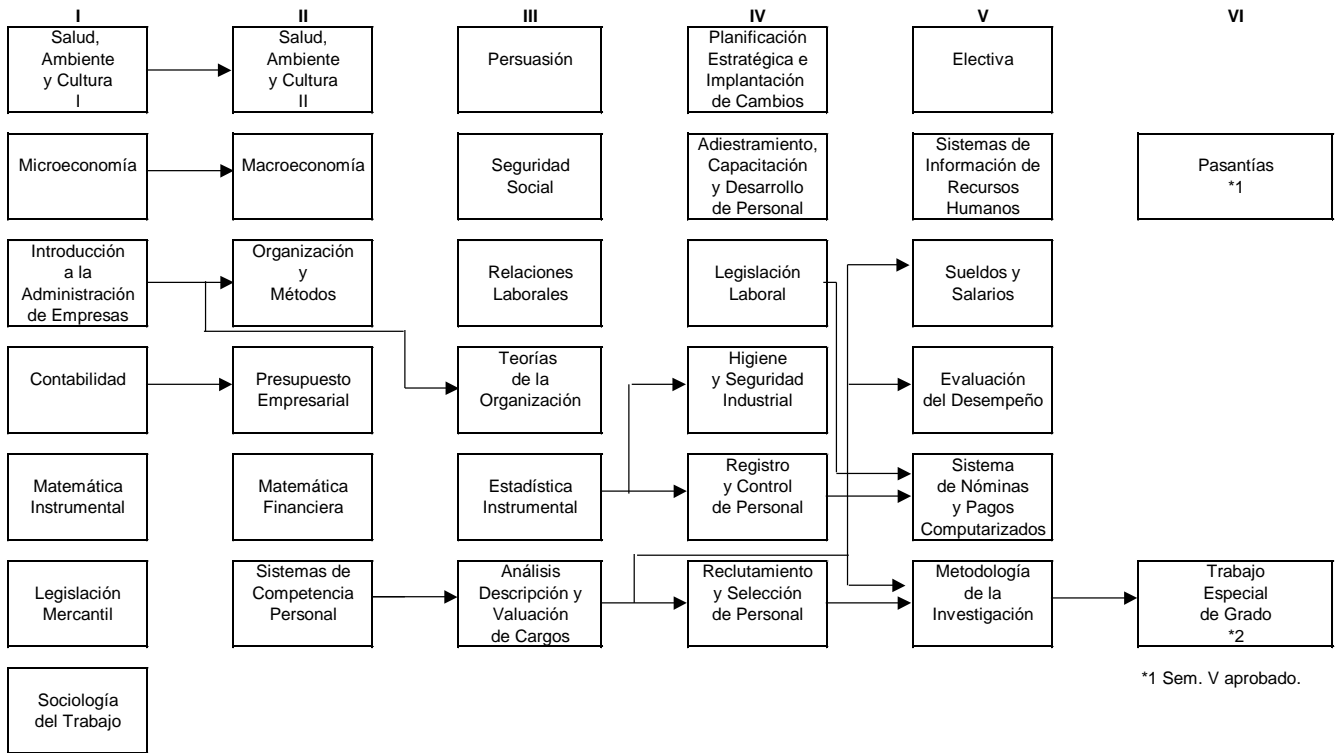 I
II
III
IV
V
VI
Salud,
Ambiente
y Cultura
I
Salud,
Ambiente
y Cultura
II
Persuasión
Planificación
Estratégica e
Implantación
de Cambios
Electiva
Microeconomía
Macroeconomía
Seguridad
Social
Adiestramiento,
Capacitación
y Desarrollo
de Personal
Sistemas de
Información de
Recursos
Humanos
Pasantías
*1
Introducción
a la
Administración
de Empresas
Organización
y
Métodos
Relaciones
Laborales
Legislación
Laboral
Sueldos y
Salarios
Contabilidad
Presupuesto
Empresarial
Teorías
de la
Organización
Higiene
y Seguridad
Industrial
Evaluación
del Desempeño
Matemática
Instrumental
Matemática
Financiera
Estadística
Instrumental
Registro
y Control
de Personal
Sistema
de Nóminas
y Pagos
Computarizados
Legislación
Mercantil
Sistemas de
Competencia
Personal
Análisis
Descripción y
Valuación
de Cargos
Reclutamiento
y Selección
de Personal
Metodología
de la
Investigación
Trabajo
Especial
de Grado
*2
*1 Sem. V aprobado.
Sociología
del Trabajo